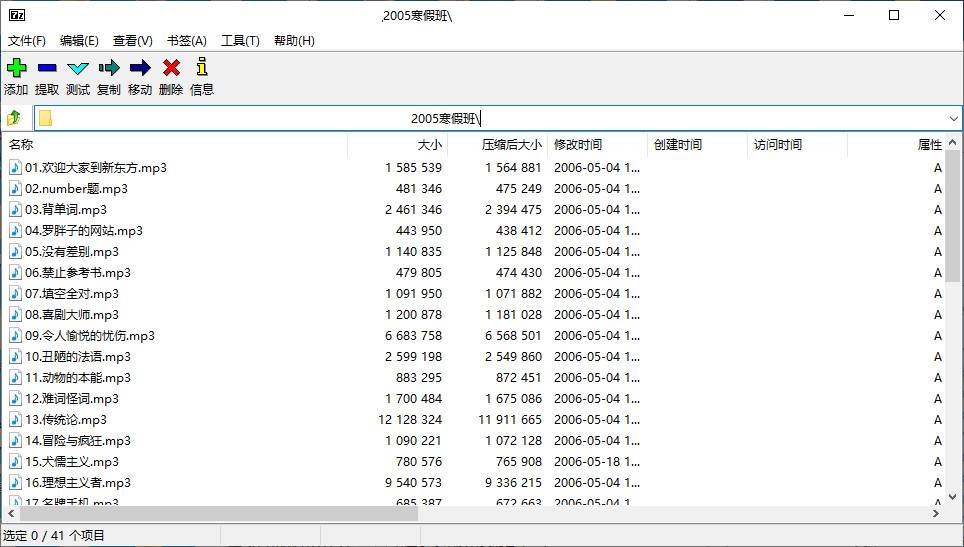 7z 2005寒假班\
文件(F) 编辑(E) 查看(V) 书签(A) 工具(T) 帮助(H)
添加 提取 测试 复制 移动 删除 信息
2005寒假班\
名称 大小 压缩后大小 修改时间 创建时间 访问时间 属性
01.欢迎大家到新东方.mp3 1 585 539 1 564 881 2006-05-04 1... A
02.number题.mp3 481 346 475 249 2006-05-04 1... A
03.背单词.mp3 2 461 346 2 394 475 2006-05-04 1... A
04.罗胖子的网站.mp3 443 950 438 412 2006-05-04 1... A
05.没有差别.mp3 1 140 835 1 125 848 2006-05-04 1... A
06.禁止参考书.mp3 479 805 474 430 2006-05-04 1... A
07.填空全对.mp3 1 091 950 1 071 882 2006-05-04 1... A
08.喜剧大师.mp3 1 200 878 1 181 028 2006-05-04 1... A
09.令人愉悦的忧伤.mp3 6 683 758 6 568 501 2006-05-04 1... A
10.丑陋的法语.mp3 2 599 198 2 549 860 2006-05-04 1... A
11.动物的本能.mp3 883 295 872 451 2006-05-04 1... A
12.难词怪词.mp3 1 700 484 1 675 086 2006-05-04 1... A
13.传统论.mp3 12 128 324 11 911 665 2006-05-04 1... A
14.冒险与疯狂.mp3 1 090 221 1 072 128 2006-05-04 1... A
15.犬儒主义.mp3 780 576 765 908 2006-05-18 1... A
16.理想主义者.mp3 9 540 573 9 336 215 2006-05-04 1... A
17.名牌手机.mp3 685 387 672 663 2006-05-04 1... A
选定 0 / 41 个项目